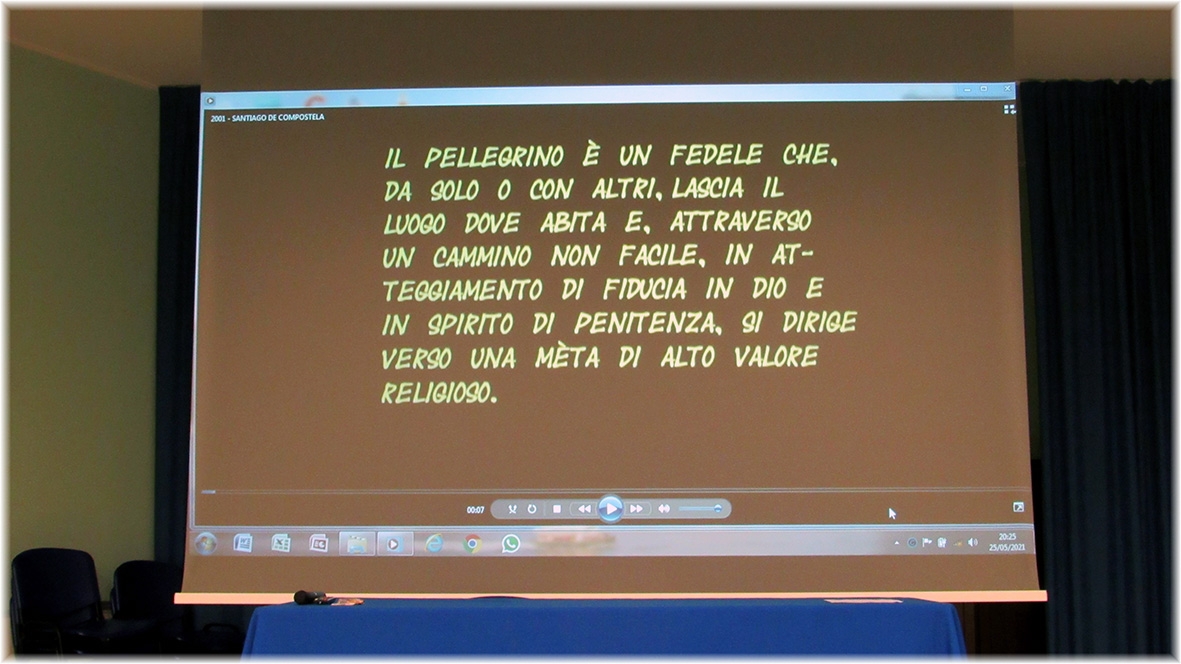 2001 - SANTIAGO DE COMPOSTELA
IL PELLEGRINO È UN FEDELE CHE,
DA SOLO O CON ALTRI, LASCIA IL
LUOGO DOVE ABITA E, ATTRAVERSO
UN CAMMINO NON FACILE, IN AT-
TEGGIAMENTO DI FIDUCIA IN DIO E
IN SPIRITO DI PENITENZA, SI DIRIGE
VERSO UNA MÈTA DI ALTO VALORE
RELIGIOSO.
00:07
20:25
25/05/2021